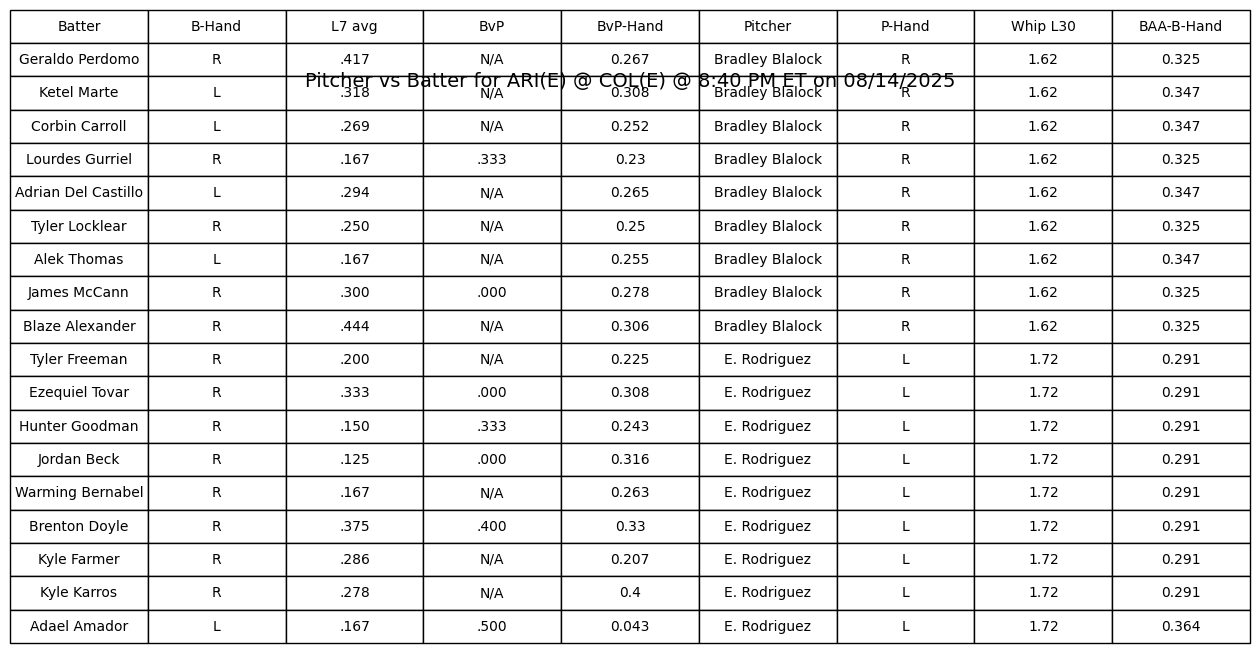 Batter B-Hand L7 avg BvP BvP-Hand Pitcher P-Hand Whip L30 BAA-B-Hand
Geraldo Perdomo R .417 N/A 0.267 Bradley Blalock R 1.62 0.325
Pitcher vs Batter for ARI(E) @ COL(E) @ 8:40 PM ET on 08/14/2025
Ketel Marte L .318 N/A 0.308 Bradley Blalock R 1.62 0.347
Corbin Carroll L .269 N/A 0.252 Bradley Blalock R 1.62 0.347
Lourdes Gurriel R .167 .333 0.23 Bradley Blalock R 1.62 0.325
Adrian Del Castillo L .294 N/A 0.265 Bradley Blalock R 1.62 0.347
Tyler Locklear R .250 N/A 0.25 Bradley Blalock R 1.62 0.325
Alek Thomas L .167 N/A 0.255 Bradley Blalock R 1.62 0.347
James McCann R .300 .000 0.278 Bradley Blalock R 1.62 0.325
Blaze Alexander R .444 N/A 0.306 Bradley Blalock R 1.62 0.325
Tyler Freeman R .200 N/A 0.225 E. Rodriguez L 1.72 0.291
Ezequiel Tovar R .333 .000 0.308 E. Rodriguez L 1.72 0.291
Hunter Goodman R .150 .333 0.243 E. Rodriguez L 1.72 0.291
Jordan Beck R .125 .000 0.316 E. Rodriguez L 1.72 0.291
Warming Bernabel R .167 N/A 0.263 E. Rodriguez L 1.72 0.291
Brenton Doyle R .375 .400 0.33 E. Rodriguez L 1.72 0.291
Kyle Farmer R .286 N/A 0.207 E. Rodriguez L 1.72 0.291
Kyle Karros R .278 N/A 0.4 E. Rodriguez L 1.72 0.291
Adael Amador L .167 .500 0.043 E. Rodriguez L 1.72 0.364